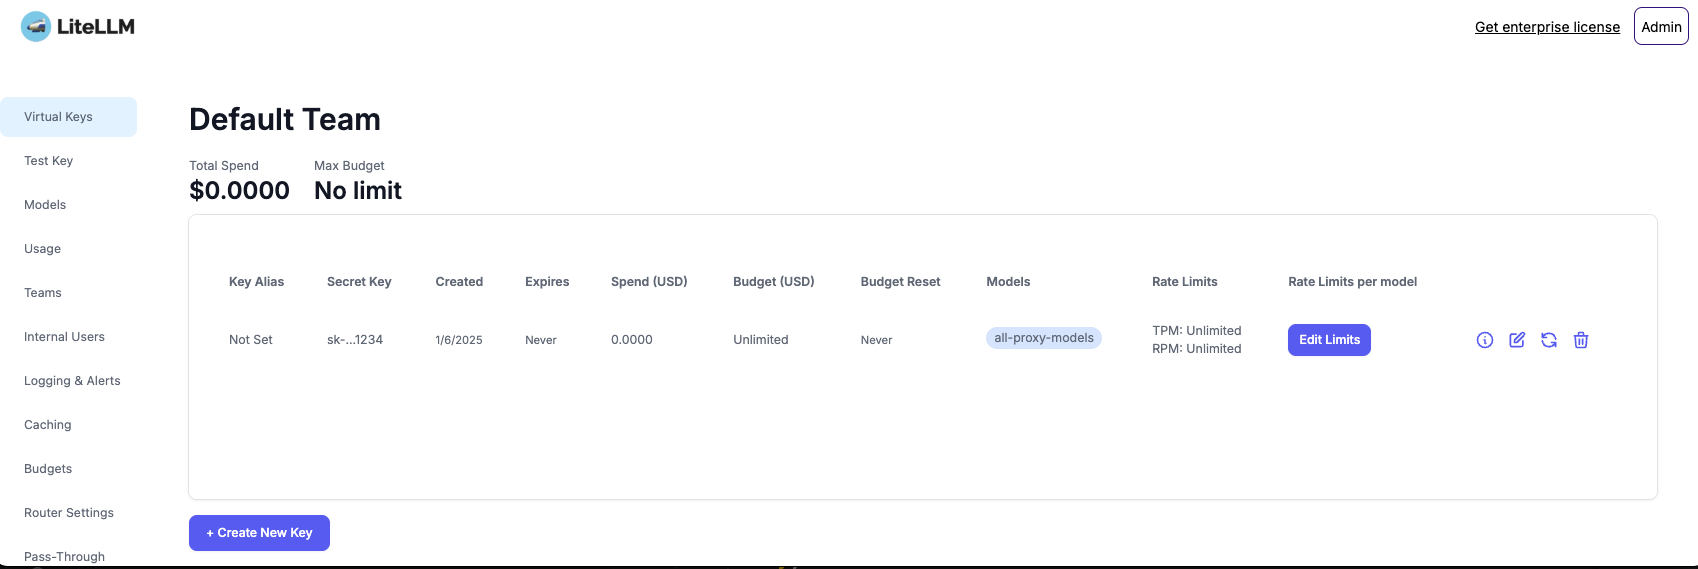 LiteLLM
Get enterprise license
Admin
Virtual Keys
Test Key
Models
Usage
Teams
Internal Users
Logging & Alerts
Caching
Budgets
Router Settings
Pass-Through
Default Team
Total Spend Max Budget
$0.0000 No limit
Key Alias Secret Key Created Expires Spend (USD) Budget (USD) Budget Reset Models Rate Limits Rate Limits per model
Not Set sk-...1234 1/6/2025 Never 0.0000 Unlimited Never all-proxy-models TPM: Unlimited
RPM: Unlimited Edit Limits
+ Create New Key